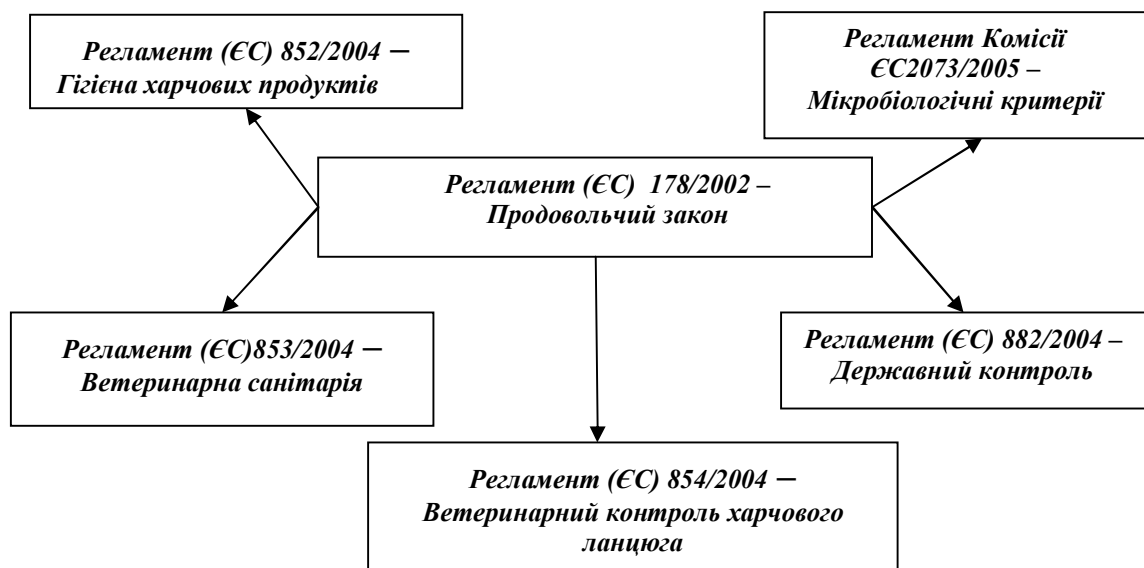 Регламент (ЄС) 852/2004 —
Гігієна харчових продуктів
Регламент Комісії
ЄС2073/2005 –
Мікробіологічні критерії
Регламент (ЄС) 178/2002 –
Продовольчий закон
Регламент (ЄС)853/2004 —
Ветеринарна санітарія
Регламент (ЄС) 882/2004 –
Державний контроль
Регламент (ЄС) 854/2004 —
Ветеринарний контроль харчового
ланцюга